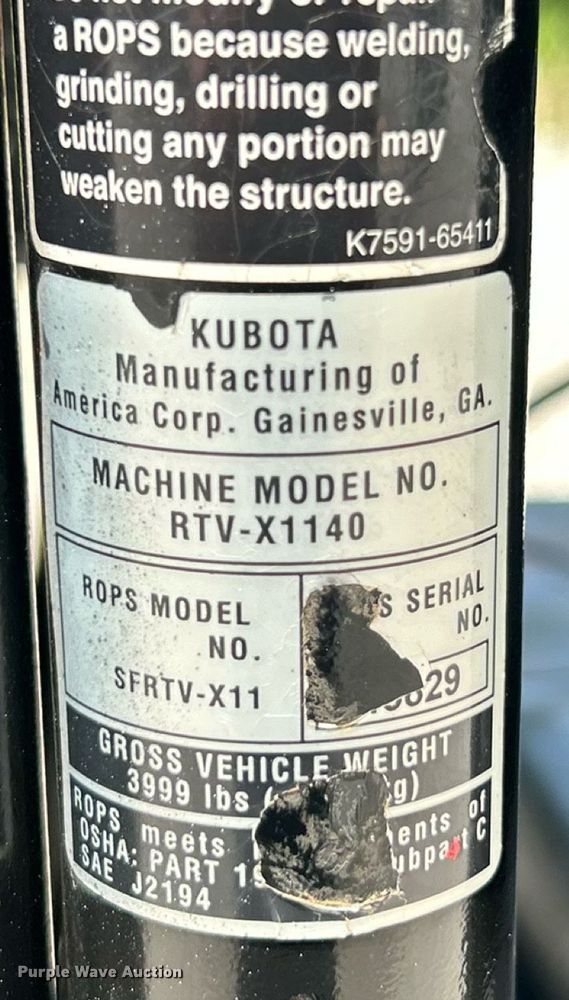 a ROPS because welding,
grinding, drilling or
cutting any portion may
weaken the structure.
K7591-65411
KUBOTA
Manufacturing of
America Corp. Gainesville, GA.
MACHINE MODEL NO.
RTV-X1140
ROPS MODEL
NO.
SFRTV-X11
S SERIAL
NO.
829
GROSS VEHICLE WEIGHT
3999 lbs ( g)
ROPS meets ents of
OSHA: PART 19 ubpart C
SAE J2194
Purple Wave Auction